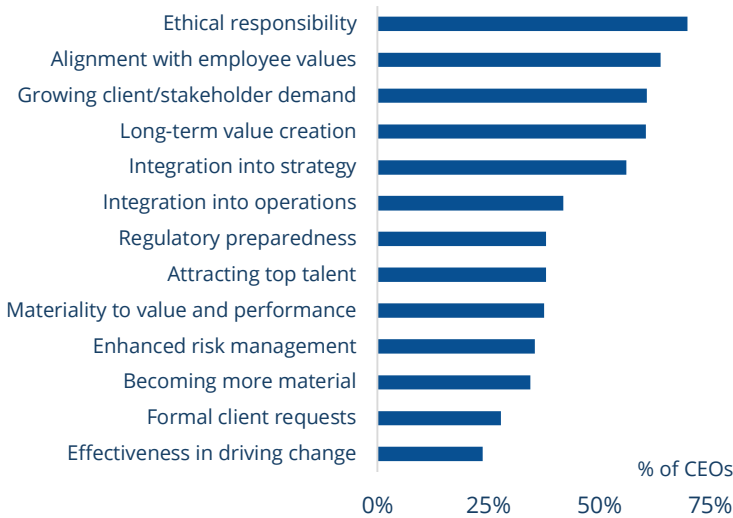 Ethical responsibility
Alignment with employee values
Growing client/stakeholder demand
Long-term value creation
Integration into strategy
Integration into operations
Regulatory preparedness
Attracting top talent
Materiality to value and performance
Enhanced risk management
Becoming more material
Formal client requests
Effectiveness in driving change
% of CEOs
0% 25% 50% 75%